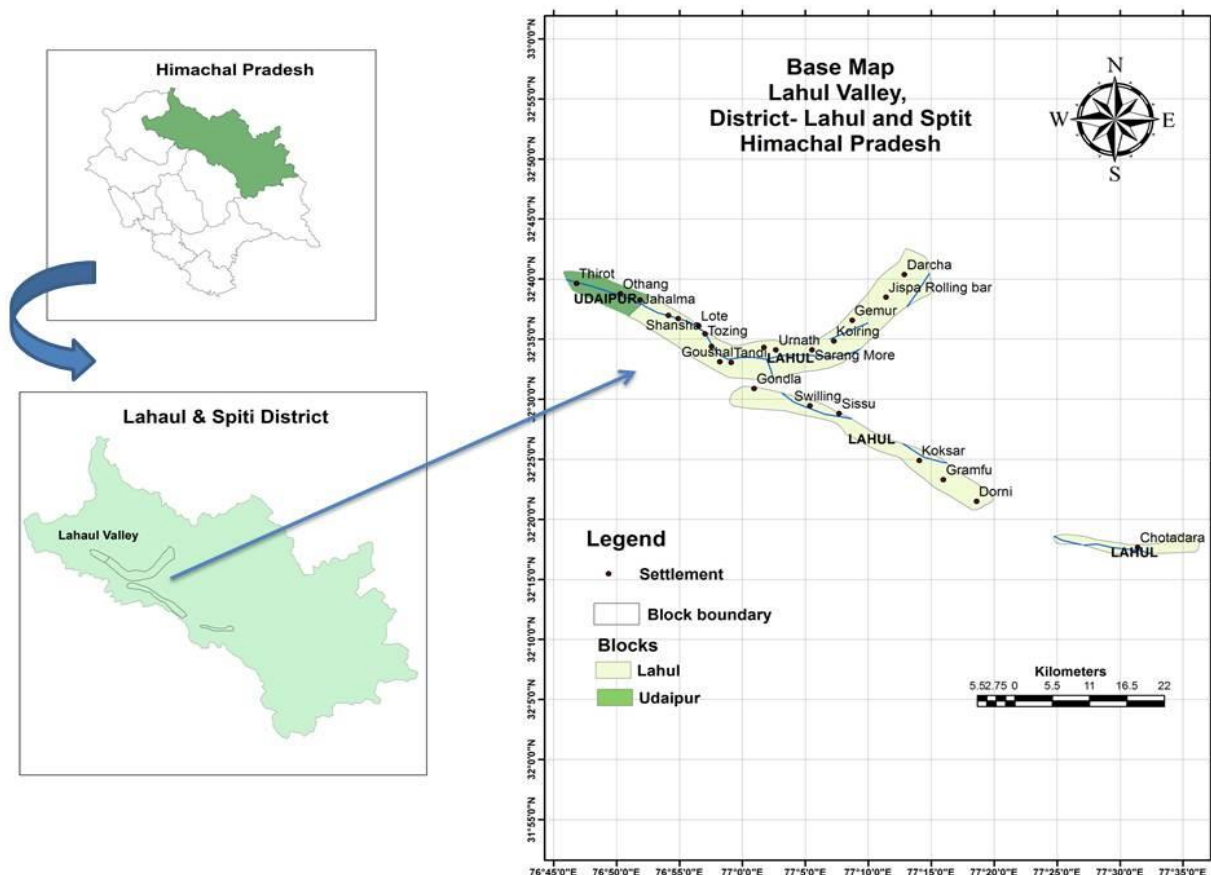 Himachal Pradesh
Lahaul & Spiti District
Lahaul Valley
Base Map
Lahul Valley,
District- Lahul and Sptit
Himachal Pradesh
N
W E
S
33°0'0"N
32°55'0"N
32°50'0"N
32°45'0"N
32°40'0"N
32°35'0"N
32°30'0"N
32°25'0"N
32°20'0"N
32°15'0"N
32°10'0"N
32°5'0"N
32°0'0"N
31°55'0"N
Thirot
Othang
UDAIPUR Jahalma
Shansha
Lote
Tozing
Goushal Tandi
Urnath
LAHUL
Sarang More
Kolring
Gemur
Jispa Rolling bar
Darcha
Gondla
Swilling
Sissu
LAHUL
Koksar
Gramfu
Dorni
Chotadara
LAHUL
Legend
Settlement
Block boundary
Blocks
Lahul
Udaipur
Kilometers
5.52.75 0 5.5 11 16.5 22
76°45'0"E 76°50'0"E 76°55'0"E 77°0'0"E 77°5'0"E 77°10'0"E 77°15'0"E 77°20'0"E 77°25'0"E 77°30'0"E 77°35'0"E